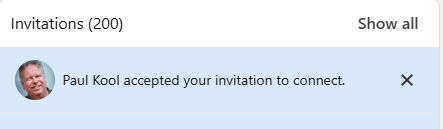 Invitations (200) Show all
Paul Kool accepted your invitation to connect.